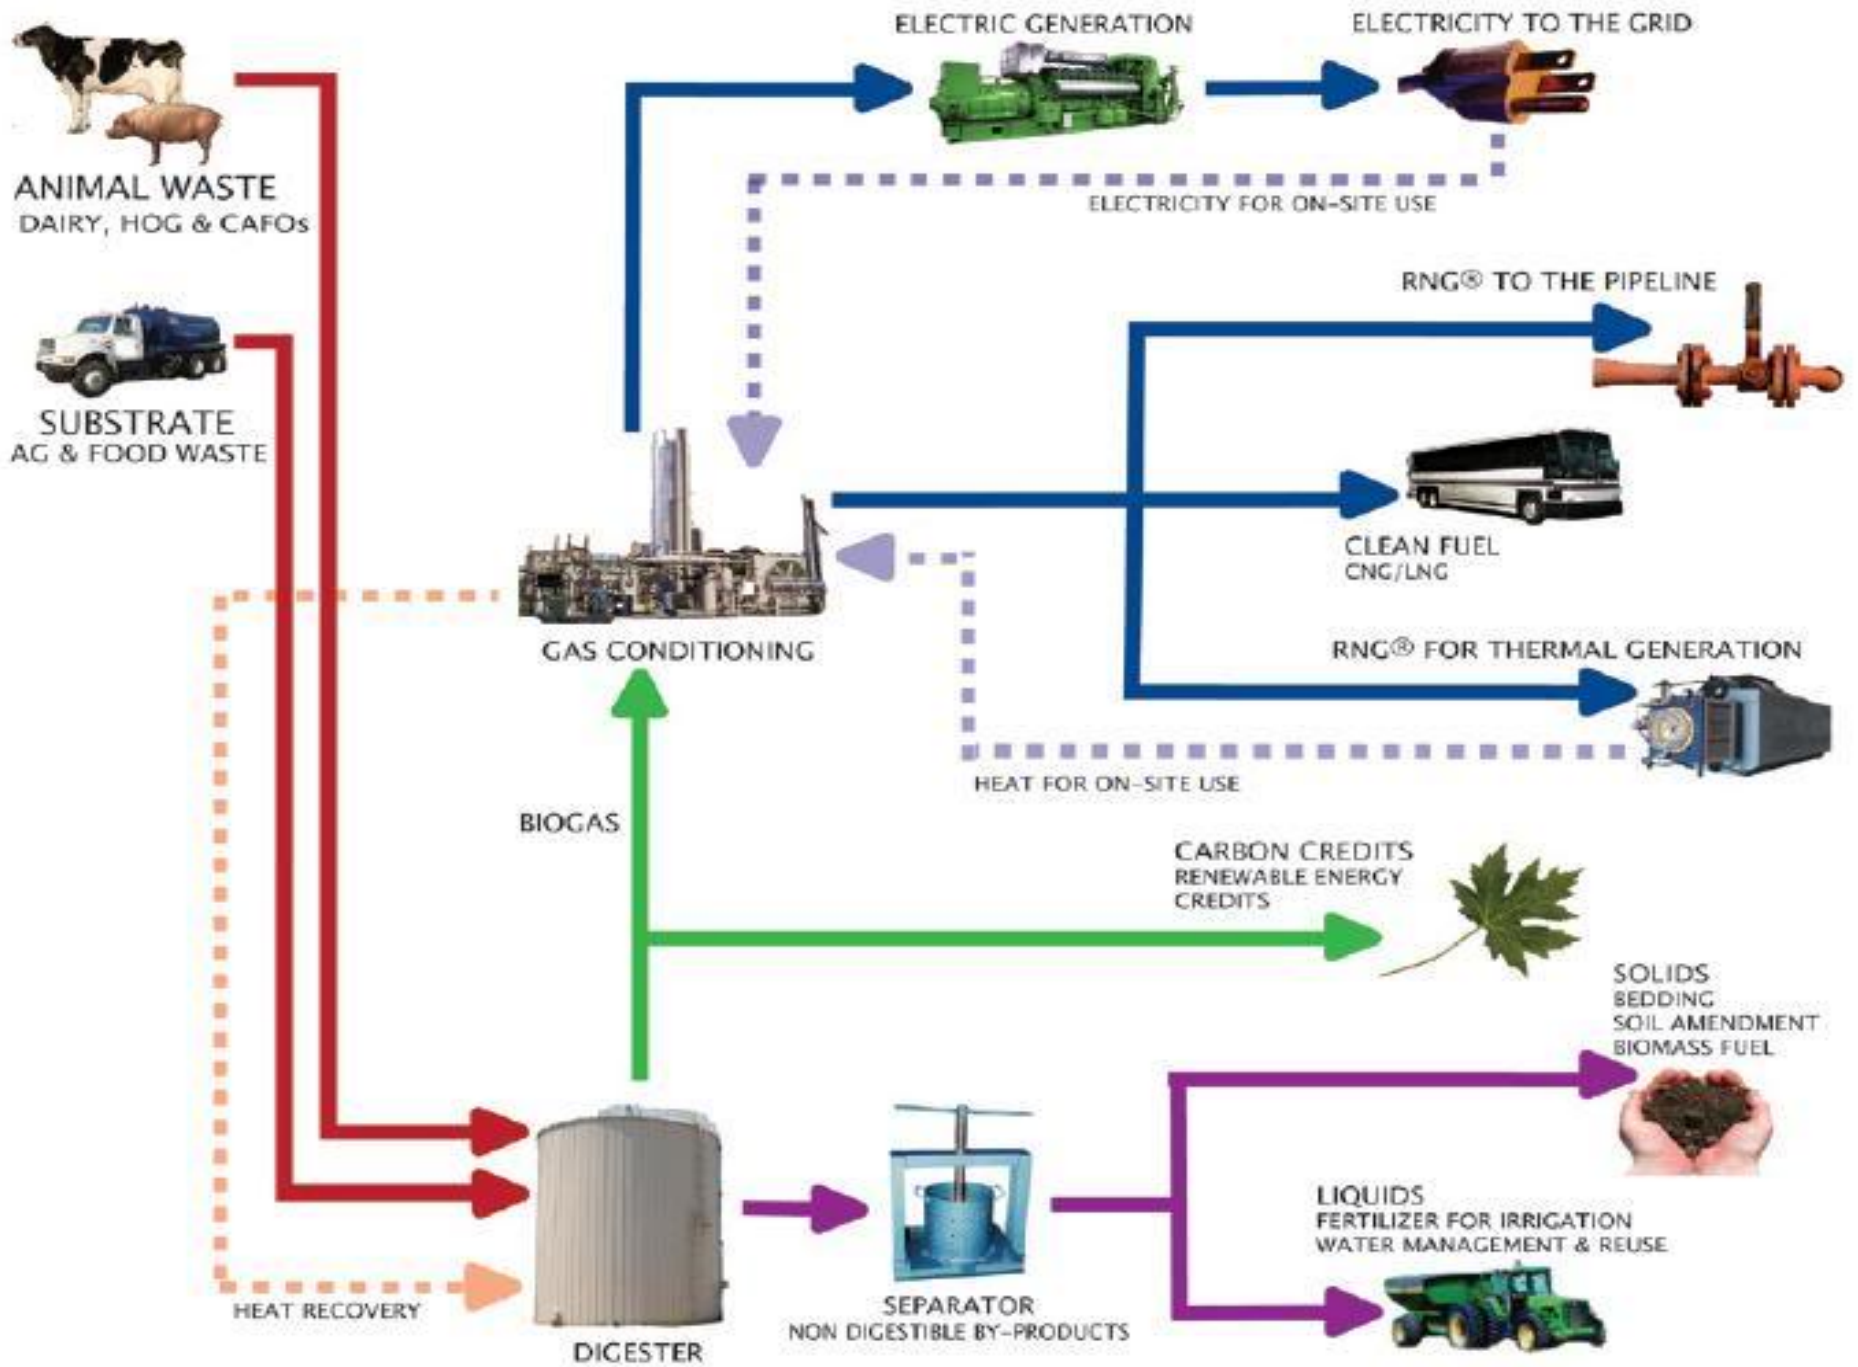 ELECTRIC GENERATION
ELECTRICITY TO THE GRID
ANIMAL WASTE
DAIRY, HOG & CAFOs
ELECTRICITY FOR ON-SITE USE
RNG® TO THE PIPELINE
SUBSTRATE
AG & FOOD WASTE
CLEAN FUEL
CNG/LNG
GAS CONDITIONING
RNG® FOR THERMAL GENERATION
HEAT FOR ON-SITE USE
BIOGAS
CARBON CREDITS
RENEWABLE ENERGY
CREDITS
SOLIDS
BEDDING
SOIL AMENDMENT
BIOMASS FUEL
LIQUIDS
FERTILIZER FOR IRRIGATION
WATER MANAGEMENT & REUSE
HEAT RECOVERY
DIGESTER
SEPARATOR
NON DIGESTIBLE BY-PRODUCTS